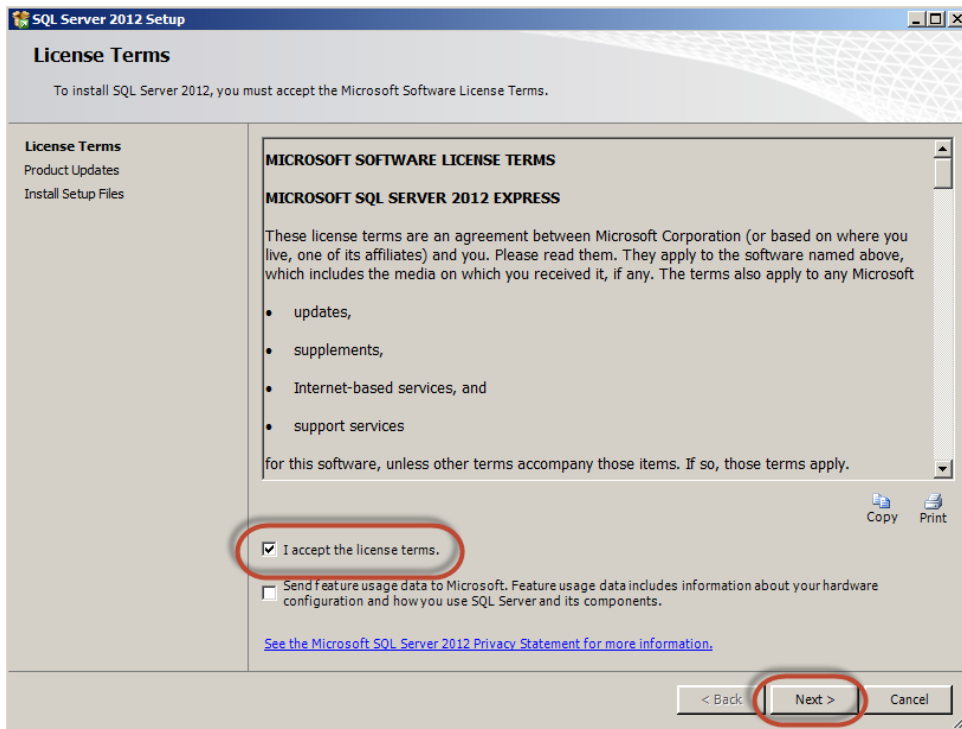 SQL Server 2012 Setup
License Terms
To install SQL Server 2012, you must accept the Microsoft Software License Terms.
License Terms
Product Updates
Install Setup Files
MICROSOFT SOFTWARE LICENSE TERMS
MICROSOFT SQL SERVER 2012 EXPRESS
These license terms are an agreement between Microsoft Corporation (or based on where you
live, one of its affiliates) and you. Please read them. They apply to the software named above,
which includes the media on which you received it, if any. The terms also apply to any Microsoft
• updates,
• supplements,
• Internet-based services, and
• support services
for this software, unless other terms accompany those items. If so, those terms apply.
Copy Print
I accept the license terms.
Send feature usage data to Microsoft. Feature usage data includes information about your hardware
configuration and how you use SQL Server and its components.
See the Microsoft SQL Server 2012 Privacy Statement for more information.
< Back Next > Cancel